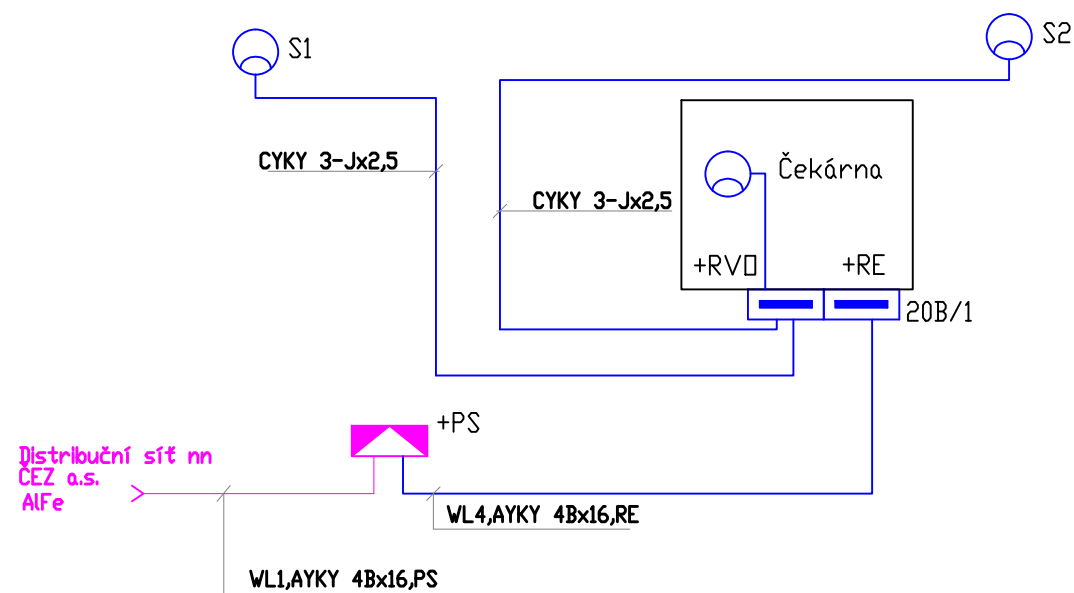 S1
S2
CYKY 3-Jx2,5
Čekárna
CYKY 3-Jx2,5
+RVO
+RE
20B/1
+PS
Distribuční síť nn
ČEZ a.s.
AlFe
WL4,AYKY 4Bx16,RE
WL1,AYKY 4Bx16,PS